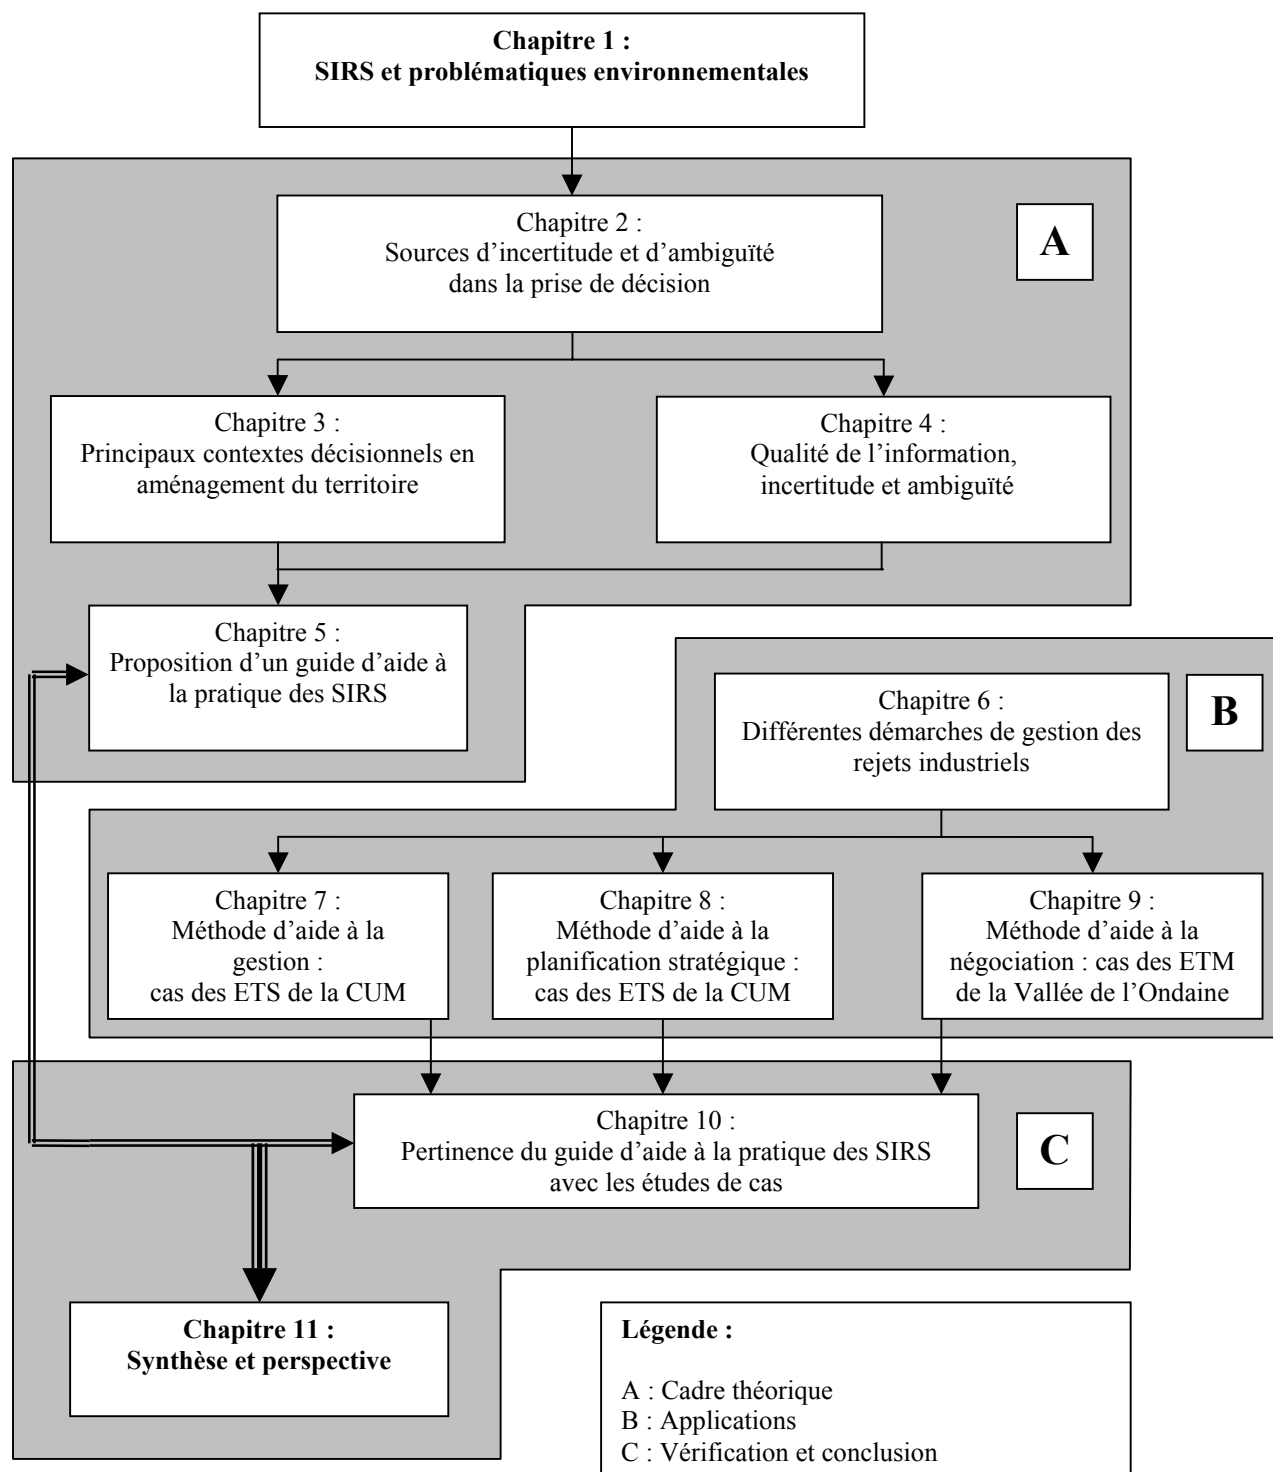 Chapitre 1 :
SIRS et problématiques environnementales
Chapitre 2 :
Sources d’incertitude et d’ambiguïté
dans la prise de décision
A
Chapitre 3 :
Principaux contextes décisionnels en
aménagement du territoire
Chapitre 4 :
Qualité de l’information,
incertitude et ambiguïté
Chapitre 5 :
Proposition d’un guide d’aide à
la pratique des SIRS
Chapitre 6 :
Différentes démarches de gestion des
rejets industriels
B
Chapitre 7 :
Méthode d’aide à la
gestion :
cas des ETS de la CUM
Chapitre 8 :
Méthode d’aide à la
planification stratégique :
cas des ETS de la CUM
Chapitre 9 :
Méthode d’aide à la
négociation : cas des ETM
de la Vallée de l’Ondaine
Chapitre 10 :
Pertinence du guide d’aide à la pratique des SIRS
avec les études de cas
C
Chapitre 11 :
Synthèse et perspective
Légende :
A : Cadre théorique
B : Applications
C : Vérification et conclusion